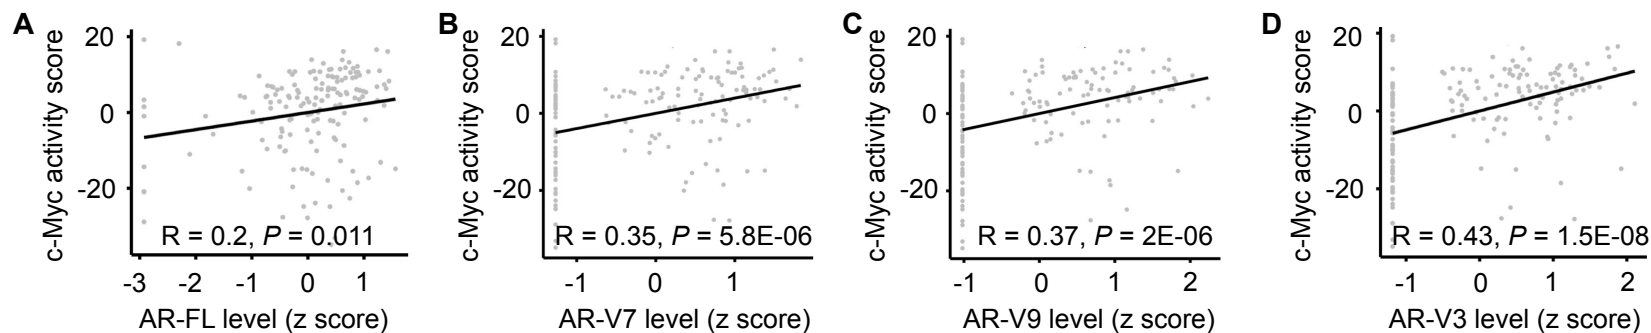 A
c-Myc activity score
20
0
-20
R = 0.2, P = 0.011
-3 -2 -1 0 1
AR-FL level (z score)
B
c-Myc activity score
20
0
-20
R = 0.35, P = 5.8E-06
-1 0 1
AR-V7 level (z score)
C
c-Myc activity score
20
0
-20
R = 0.37, P = 2E-06
-1 0 1 2
AR-V9 level (z score)
D
c-Myc activity score
20
0
-20
R = 0.43, P = 1.5E-08
-1 0 1 2
AR-V3 level (z score)